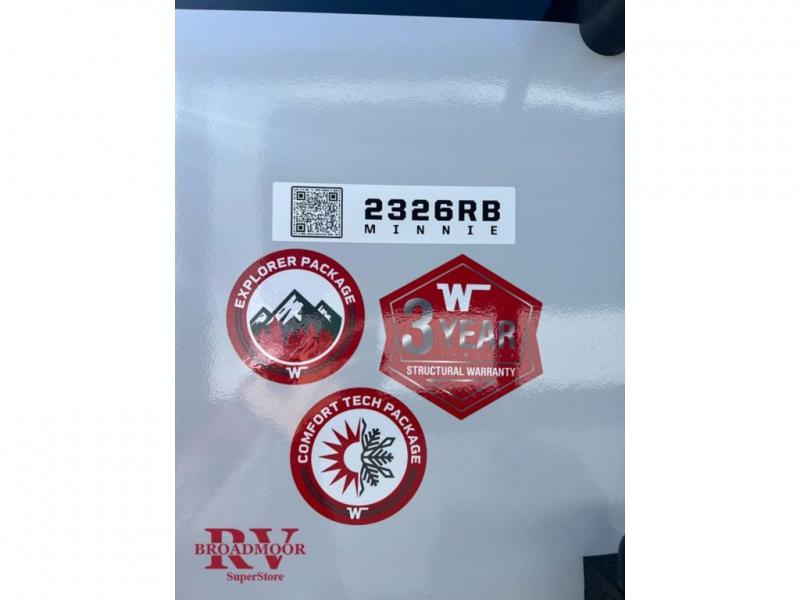 2326RB
MINNIE
EXPLORER PACKAGE
W
W
3 YEAR
STRUCTURAL WARRANTY
COMFORT TECH PACKAGE
W
RV
BROADMOOR
SuperStore